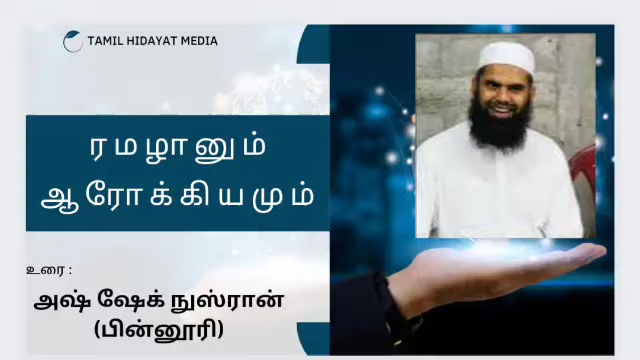 TAMIL HIDAYAT MEDIA
ரமழானும்
ஆரோக்கியமும்
உரை :
அஷ் ஷேக் நுஸ்ரான்
(பின்னூரி)